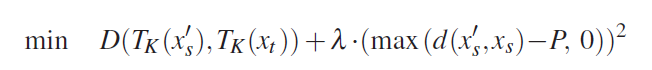 min D(T_K(x'_s), T_K(x_t)) + λ·(max(d(x'_s, x_s) − P, 0))²